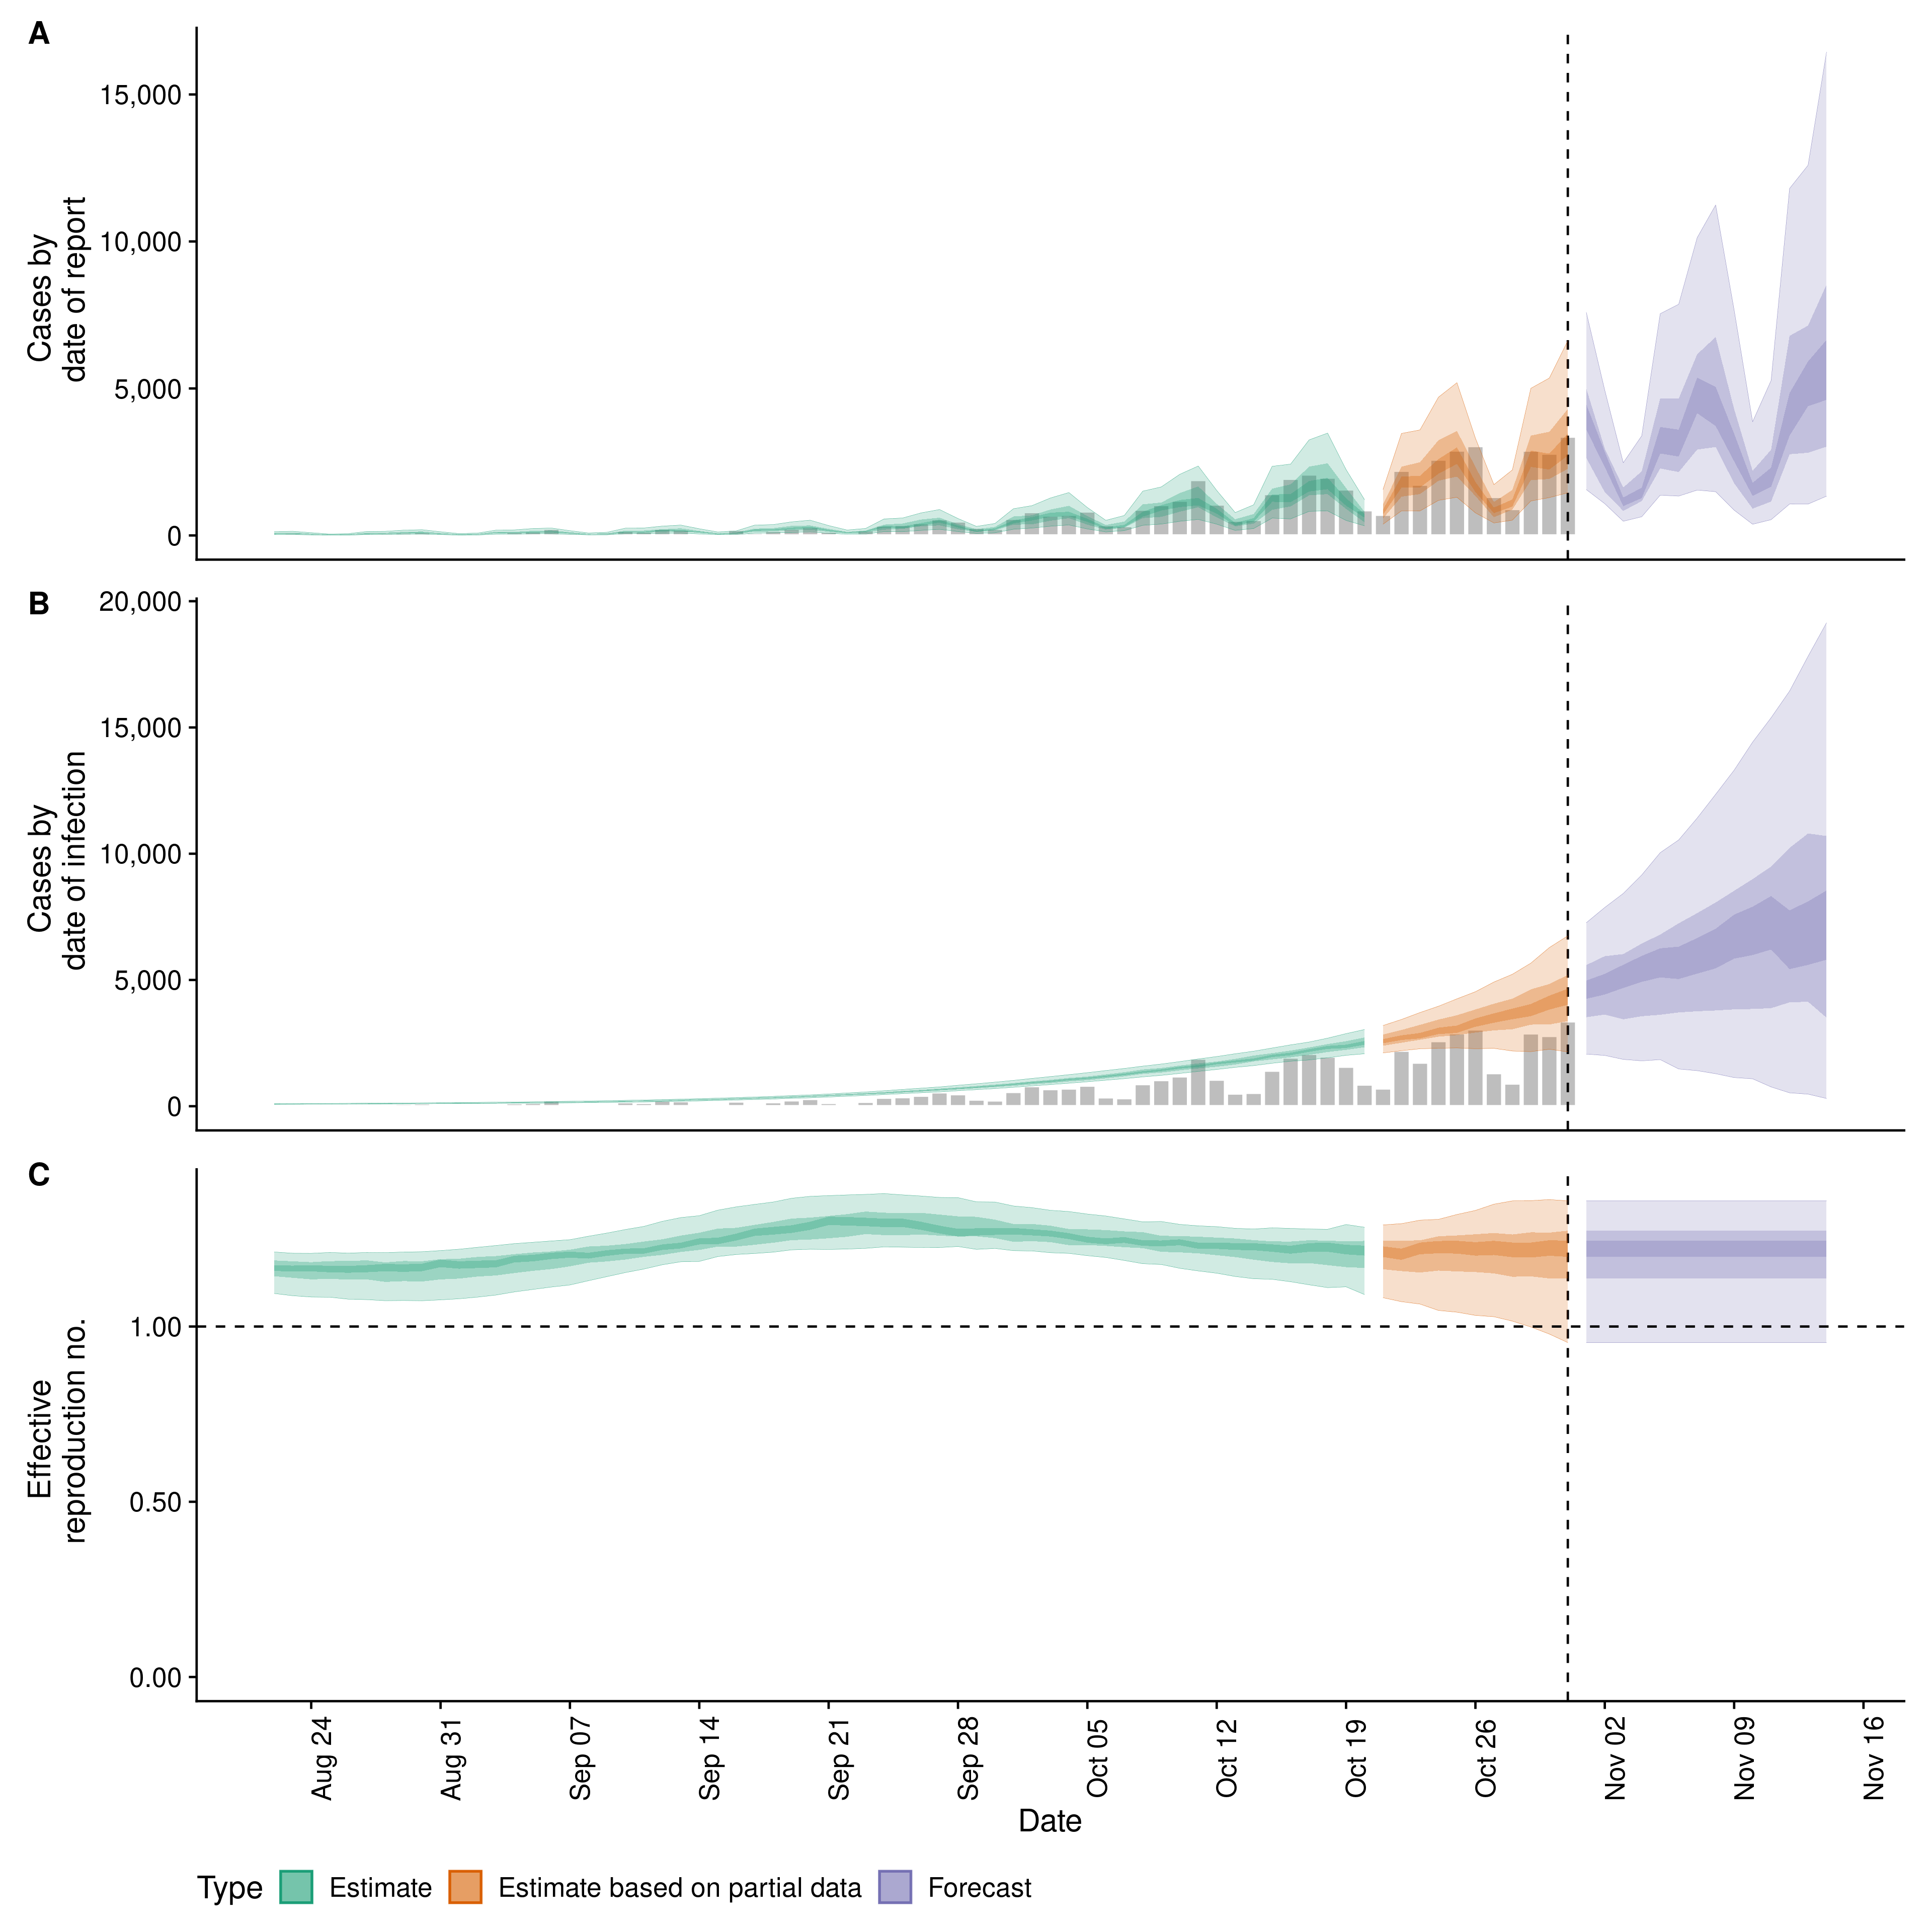 A
Cases by
date of report
15,000
10,000
5,000
0
B
Cases by
date of infection
20,000
15,000
10,000
5,000
0
C
Effective
reproduction no.
1.00
0.50
0.00
Aug 24
Aug 31
Sep 07
Sep 14
Sep 21
Sep 28
Oct 05
Oct 12
Oct 19
Oct 26
Nov 02
Nov 09
Nov 16
Date
Type Estimate Estimate based on partial data Forecast